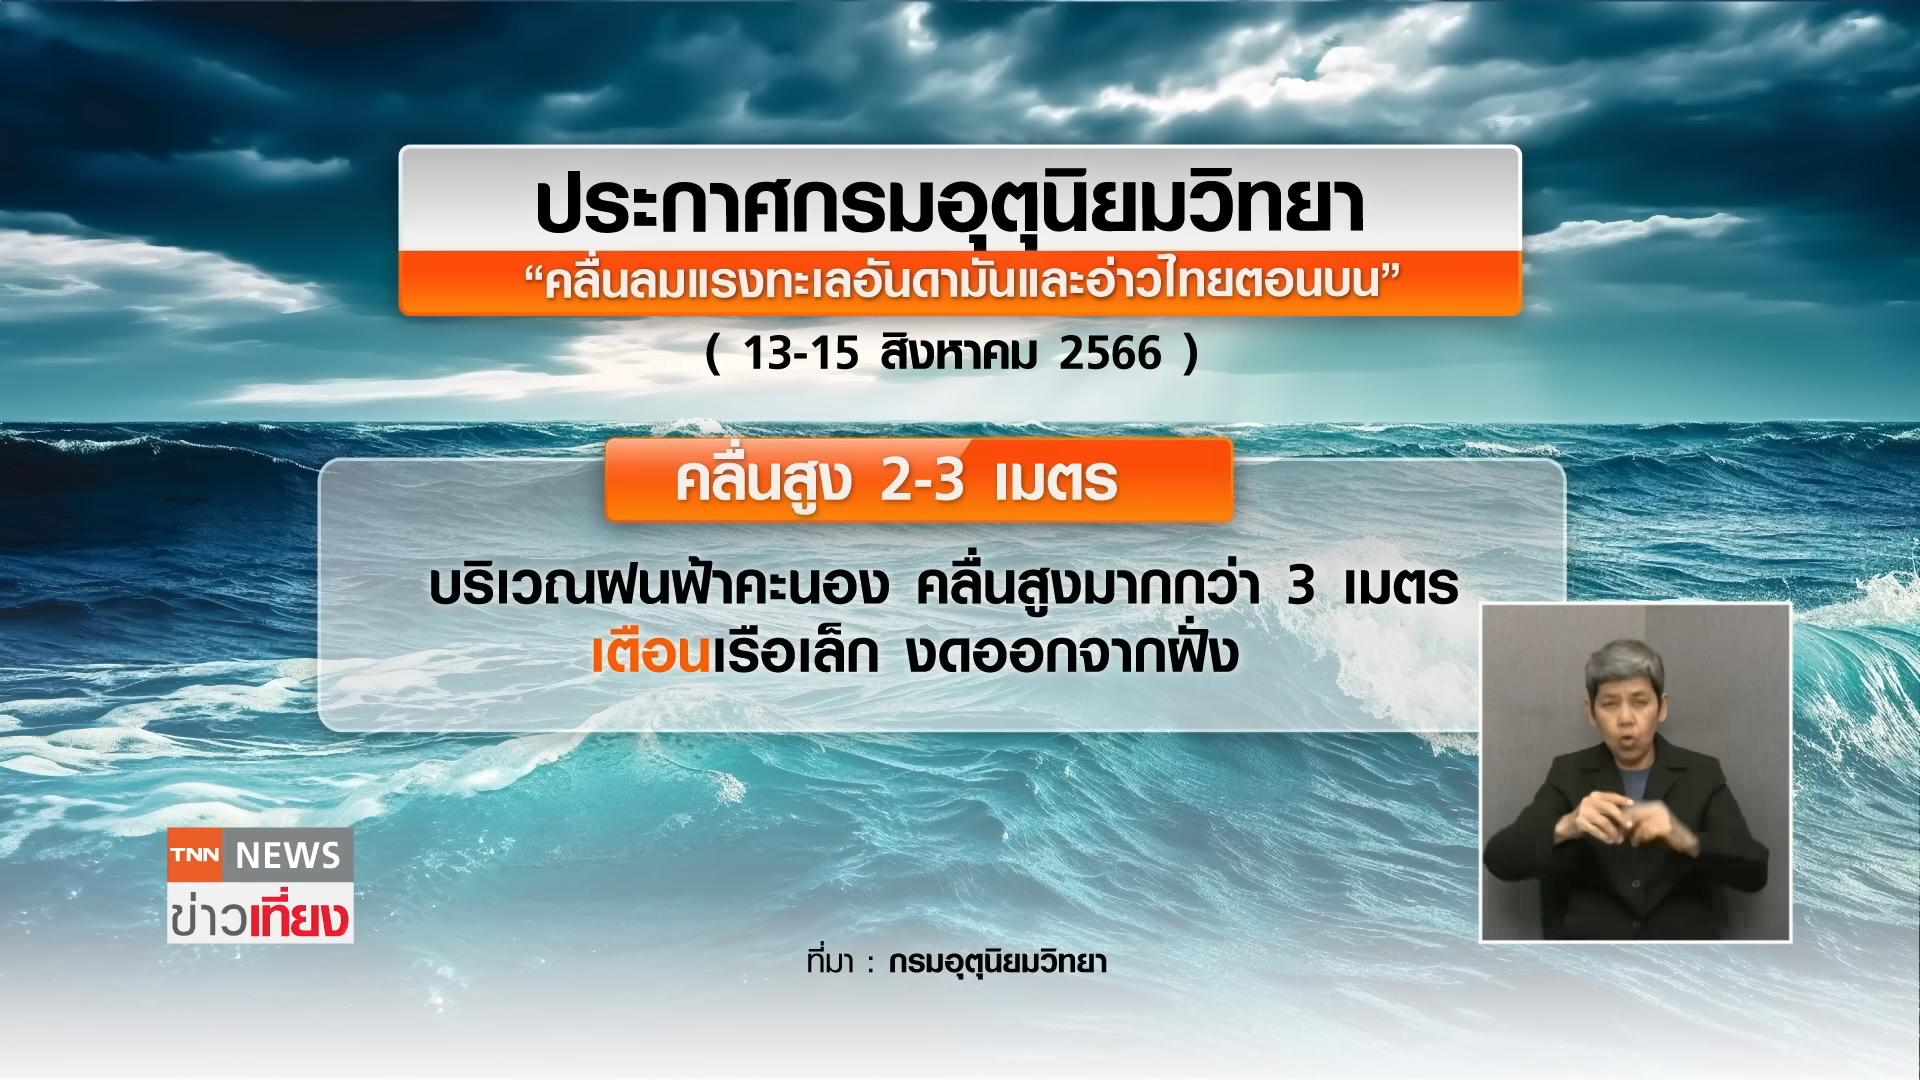 ประกาศกรมอุตุนิยมวิทยา
“คลื่นลมแรงทะเลอันดามันและอ่าวไทยตอนบน”
( 13-15 สิงหาคม 2566 )
คลื่นสูง 2-3 เมตร
บริเวณฝนฟ้าคะนอง คลื่นสูงมากกว่า 3 เมตร
เตือนเรือเล็ก งดออกจากฝั่ง
TNN NEWS
ข่าวเที่ยง
ที่มา : กรมอุตุนิยมวิทยา